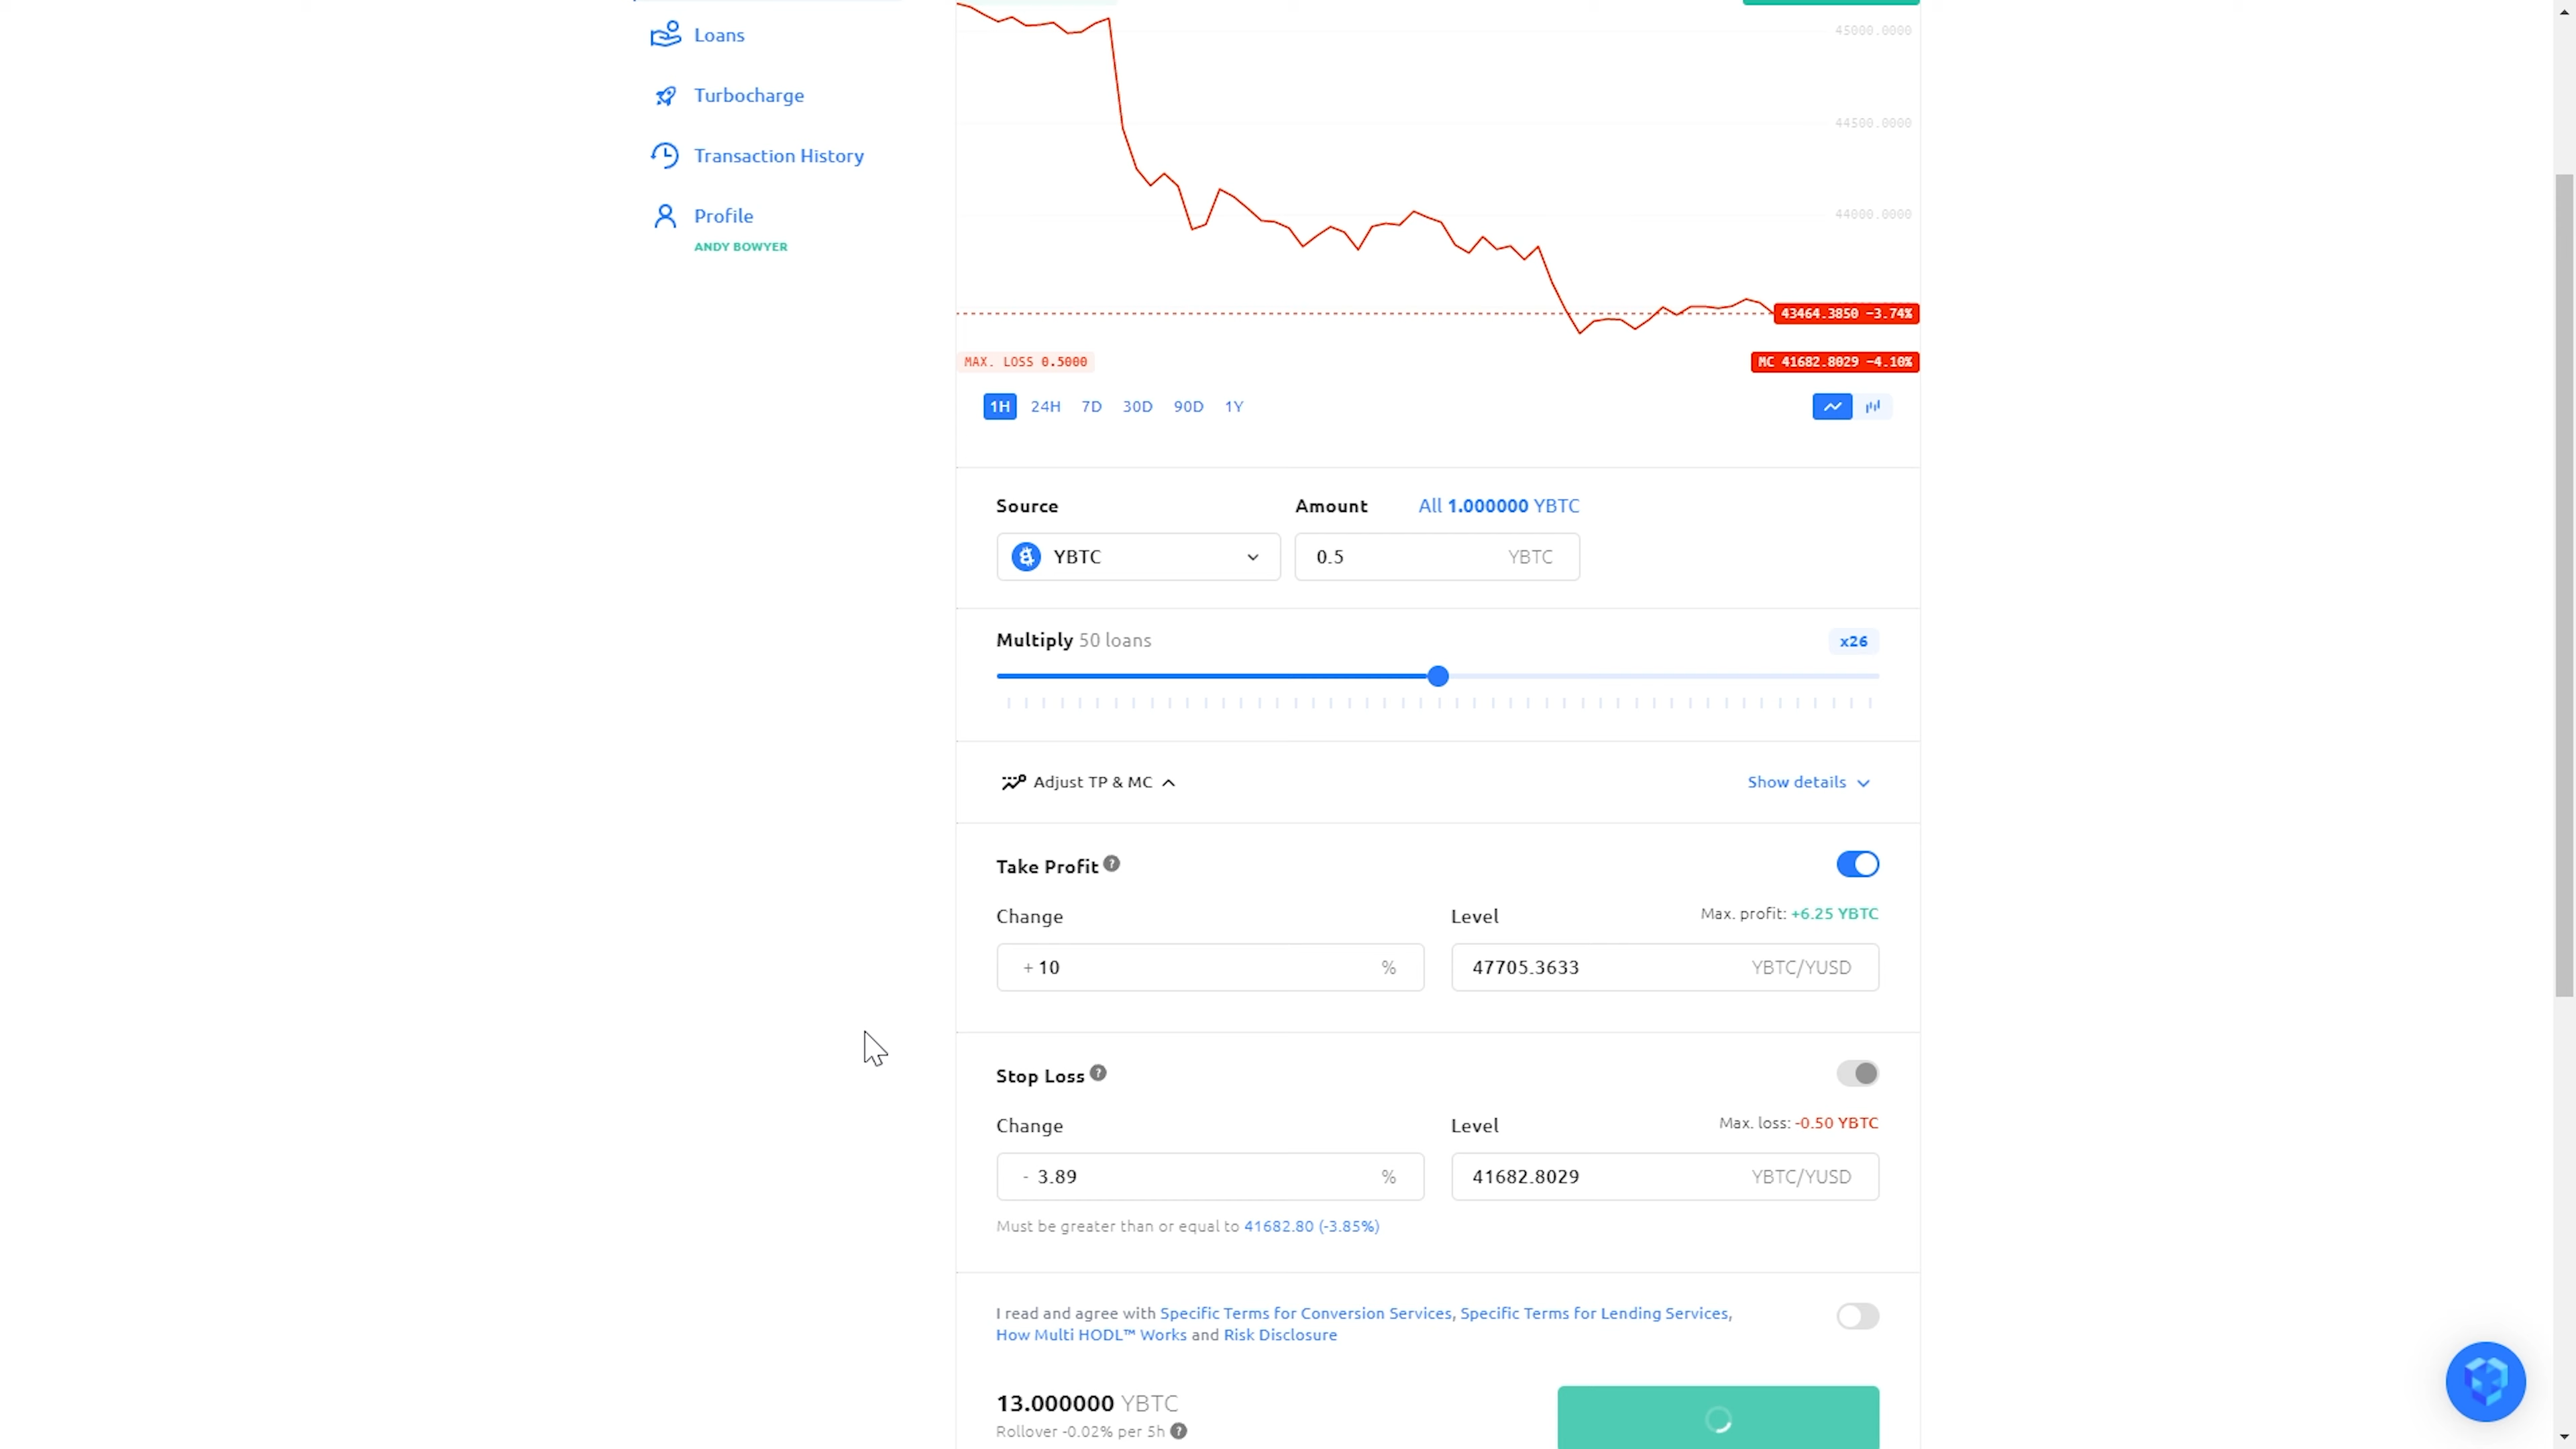 Loans
Turbocharge
Transaction History
Profile
ANDY BOWYER
45000.0000
44500.0000
44000.0000
43464.3850 −3.74%
MAX. LOSS 0.5000
MC 41682.8029 −4.10%
1H 24H 7D 30D 90D 1Y
Source
Amount
All 1.000000 YBTC
YBTC
0.5
YBTC
Multiply 50 loans
x26
Adjust TP & MC
Show details
Take Profit ?
Change
Level
Max. profit: +6.25 YBTC
+ 10 %
47705.3633 YBTC/YUSD
Stop Loss ?
Change
Level
Max. loss: -0.50 YBTC
- 3.89 %
41682.8029 YBTC/YUSD
Must be greater than or equal to 41682.80 (-3.85%)
I read and agree with Specific Terms for Conversion Services, Specific Terms for Lending Services,
How Multi HODL™ Works and Risk Disclosure
13.000000 YBTC
Rollover -0.02% per 5h ?